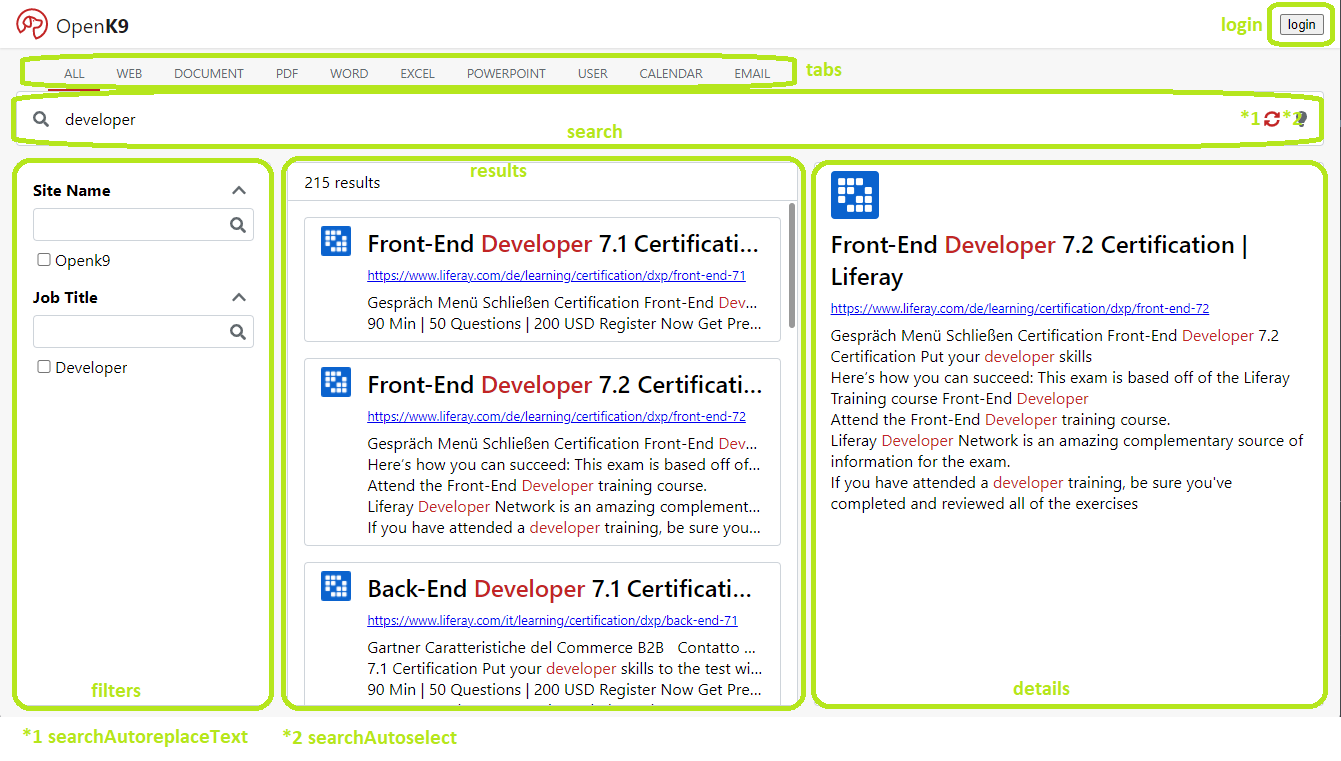 OpenK9
login
login
ALL WEB DOCUMENT PDF WORD EXCEL POWERPOINT USER CALENDAR EMAIL
tabs
developer
search
*1
*2
Site Name
Openk9
Job Title
Developer
filters
results
215 results
Front-End Developer 7.1 Certificati...
https://www.liferay.com/de/learning/certification/dxp/front-end-71
Gespräch Menü Schließen Certification Front-End Dev...
90 Min | 50 Questions | 200 USD Register Now Get Pre...
Front-End Developer 7.2 Certificati...
https://www.liferay.com/de/learning/certification/dxp/front-end-72
Gespräch Menü Schließen Certification Front-End Dev...
Here's how you can succeed: This exam is based off of...
Attend the Front-End Developer training course.
Liferay Developer Network is an amazing complement...
If you have attended a developer training, be sure you...
Back-End Developer 7.1 Certificati...
https://www.liferay.com/it/learning/certification/dxp/back-end-71
Gartner Caratteristiche del Commerce B2B Contatto ...
7.1 Certification Put your developer skills to the test wi...
90 Min | 50 Questions | 200 USD Register Now Get Pre...
Front-End Developer 7.2 Certification |
Liferay
https://www.liferay.com/de/learning/certification/dxp/front-end-72
Gespräch Menü Schließen Certification Front-End Developer 7.2
Certification Put your developer skills
Here's how you can succeed: This exam is based off of the Liferay
Training course Front-End Developer
Attend the Front-End Developer training course.
Liferay Developer Network is an amazing complementary source of
information for the exam.
If you have attended a developer training, be sure you've
completed and reviewed all of the exercises
details
*1 searchAutoreplaceText
*2 searchAutoselect